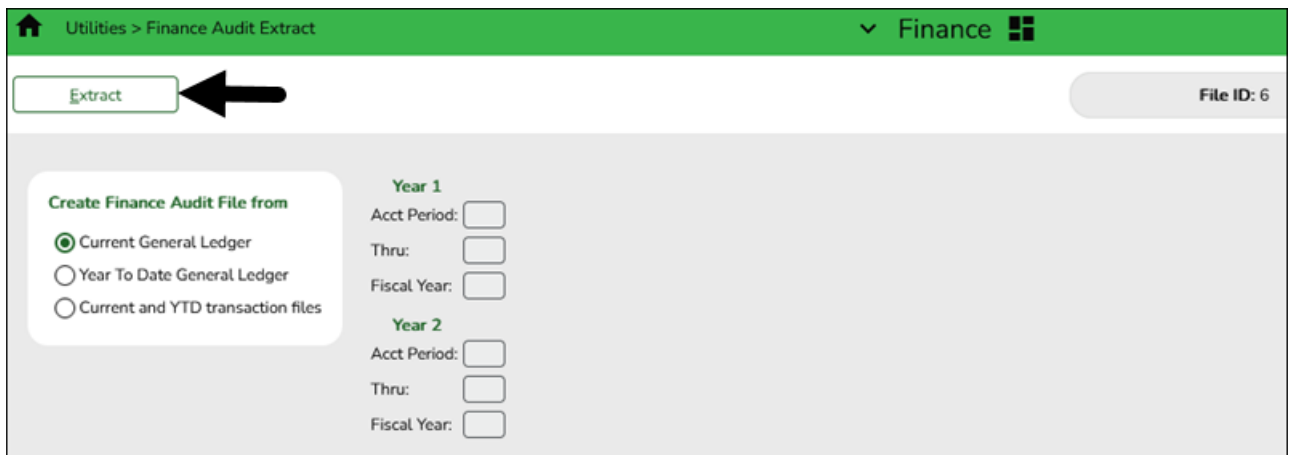 Utilities > Finance Audit Extract
Finance
Extract
File ID: 6
Create Finance Audit File from
Current General Ledger
Year To Date General Ledger
Current and YTD transaction files
Year 1
Acct Period:
Thru:
Fiscal Year:
Year 2
Acct Period:
Thru:
Fiscal Year: